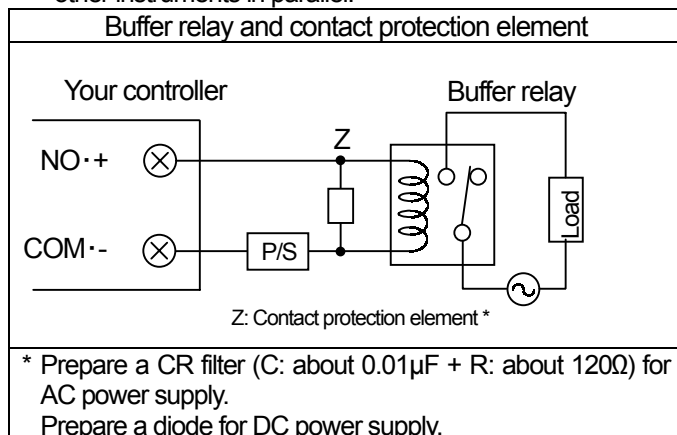 other instruments in parallel.
Buffer relay and contact protection element
Your controller
Buffer relay
Z
NO·+
COM·-
P/S
Load
Z: Contact protection element *
* Prepare a CR filter (C: about 0.01µF + R: about 120Ω) for
AC power supply.
Prepare a diode for DC power supply.